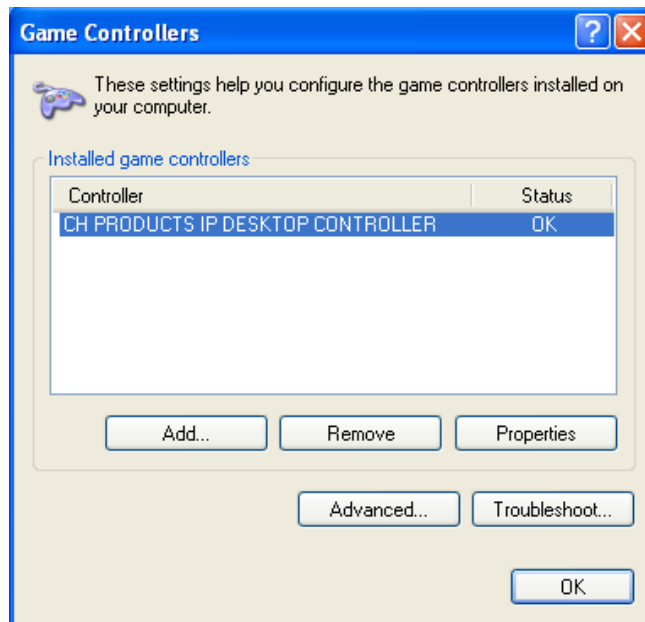 Game Controllers
These settings help you configure the game controllers installed on
your computer.
Installed game controllers
Controller Status
CH PRODUCTS IP DESKTOP CONTROLLER OK
Add... Remove Properties
Advanced... Troubleshoot...
OK